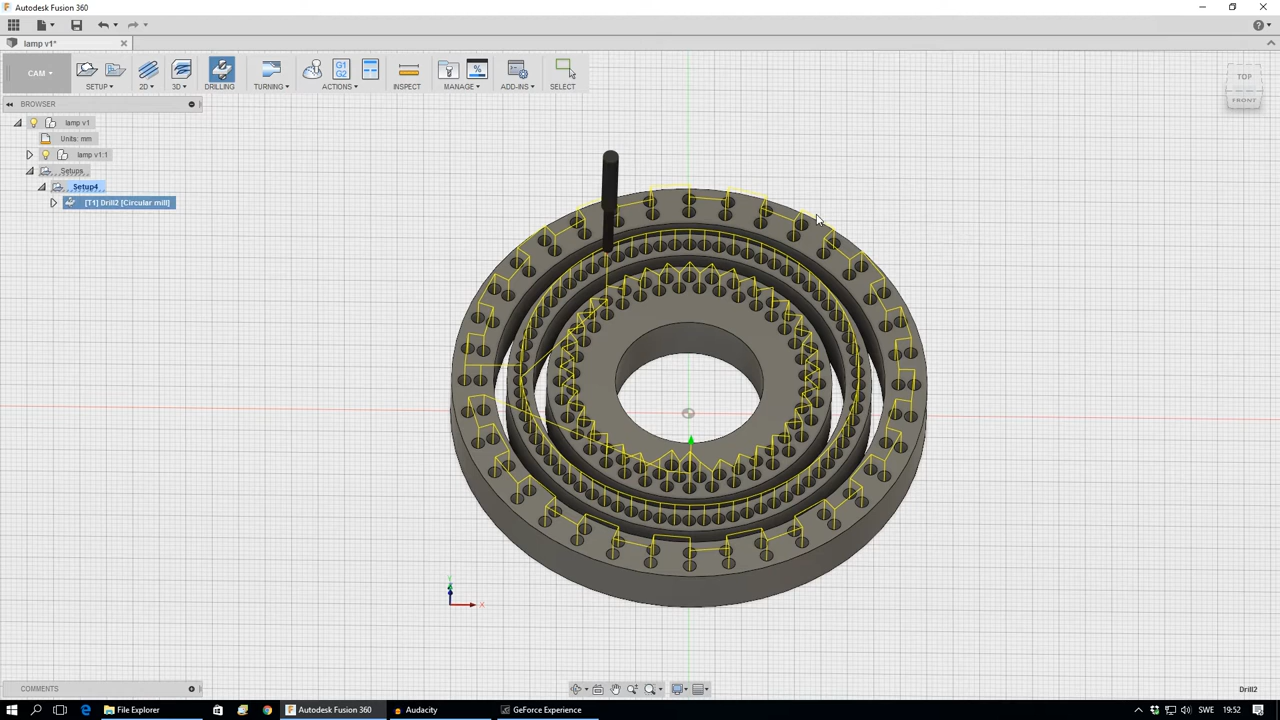 Autodesk Fusion 360
lamp v1*
CAM
SETUP
2D
3D
DRILLING
TURNING
ACTIONS
INSPECT
MANAGE
ADD-INS
SELECT
G1
G2
%
TOP
FRONT
BROWSER
lamp v1
Units: mm
lamp v1:1
Setups
Setup4
[T1] Drill2 [Circular mill]
Z
Y
X
COMMENTS
Drill2
File Explorer
Autodesk Fusion 360
Audacity
GeForce Experience
SWE
19:52